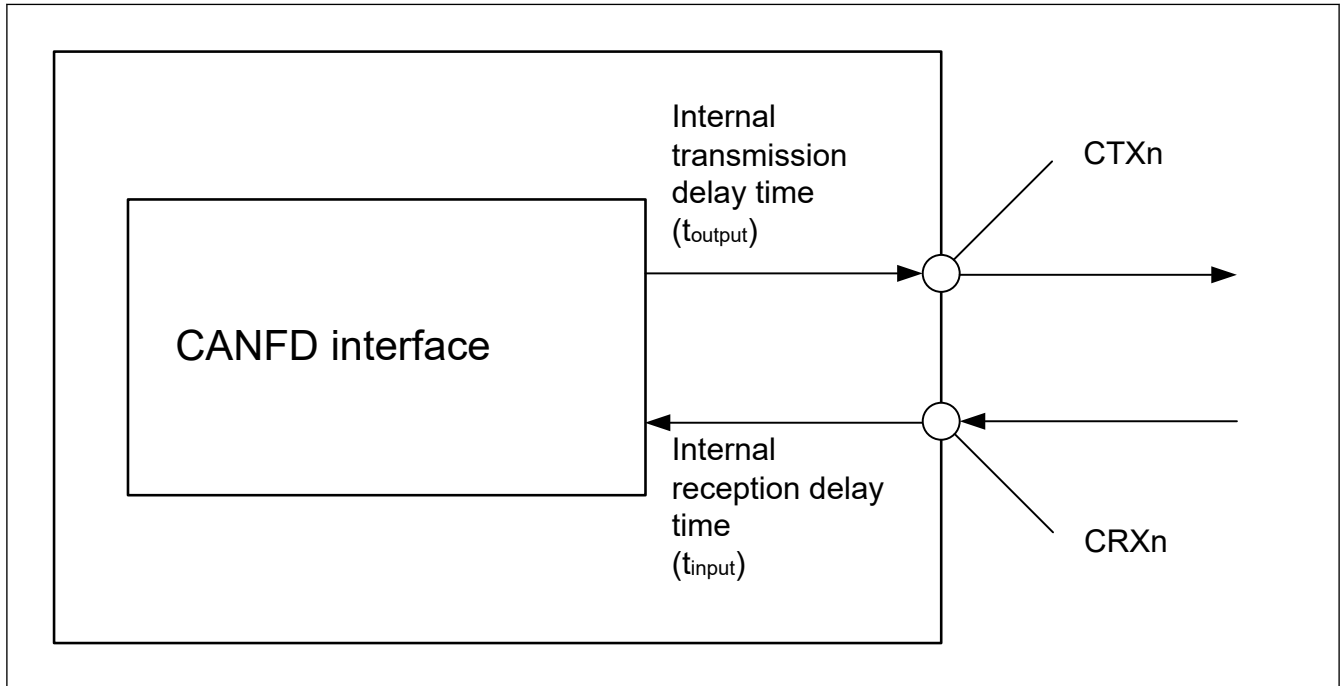 Internal
transmission
delay time
(toutput)
CTXn
CANFD interface
Internal
reception delay
time
(tinput)
CRXn